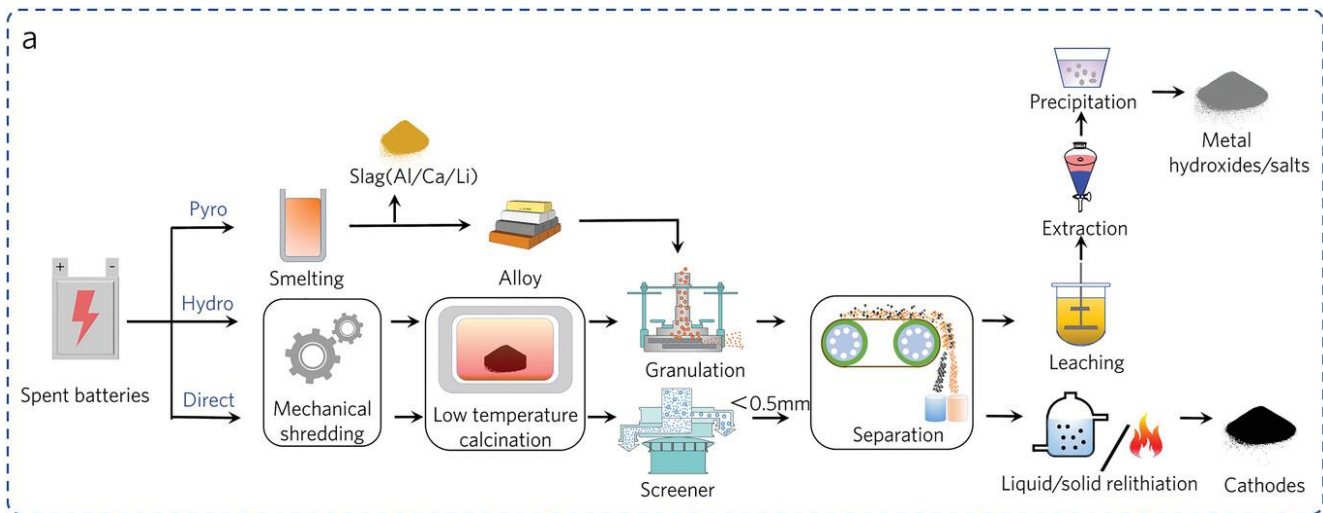 a
Precipitation
Metal
hydroxides/salts
Slag(Al/Ca/Li)
Pyro
Extraction
Smelting
Alloy
+ −
Hydro
Leaching
Granulation
Spent batteries
Direct
Mechanical
shredding
Low temperature
calcination
<0.5mm
Separation
Screener
Liquid/solid relithiation
Cathodes